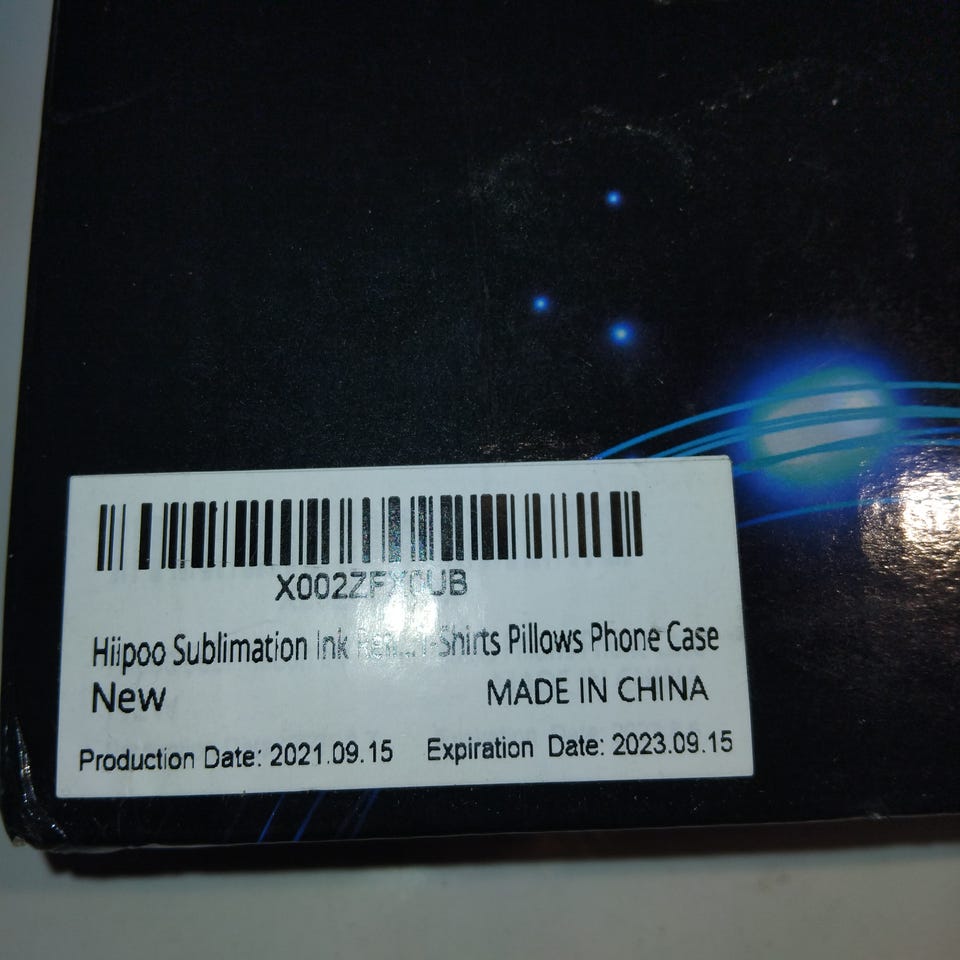 Hiipoo Sublimation Ink Shirts Pillows Phone Case
New MADE IN CHINA
Production Date: 2021.09.15 Expiration Date: 2023.09.15